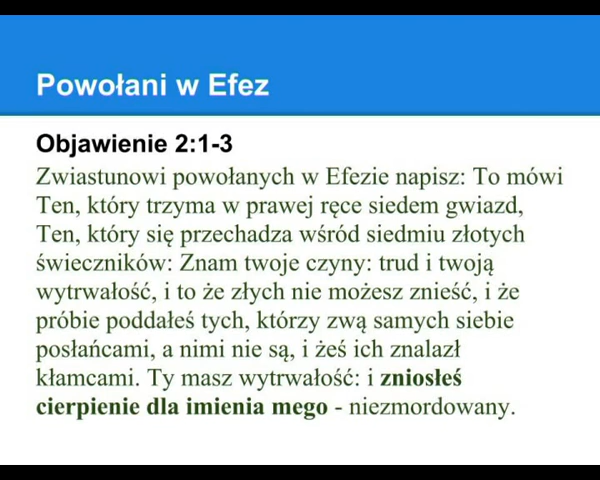 Powołani w Efez
Objawienie 2:1-3
Zwiastunowi powołanych w Efezie napisz: To mówi
Ten, który trzyma w prawej ręce siedem gwiazd,
Ten, który się przechadza wśród siedmiu złotych
świeczników: Znam twoje czyny: trud i twoją
wytrwałość, i to że złych nie możesz znieść, i że
próbie poddałeś tych, którzy zwą samych siebie
posłańcami, a nimi nie są, i żeś ich znalazł
kłamcami. Ty masz wytrwałość: i zniosłeś
cierpienie dla imienia mego - niezmordowany.